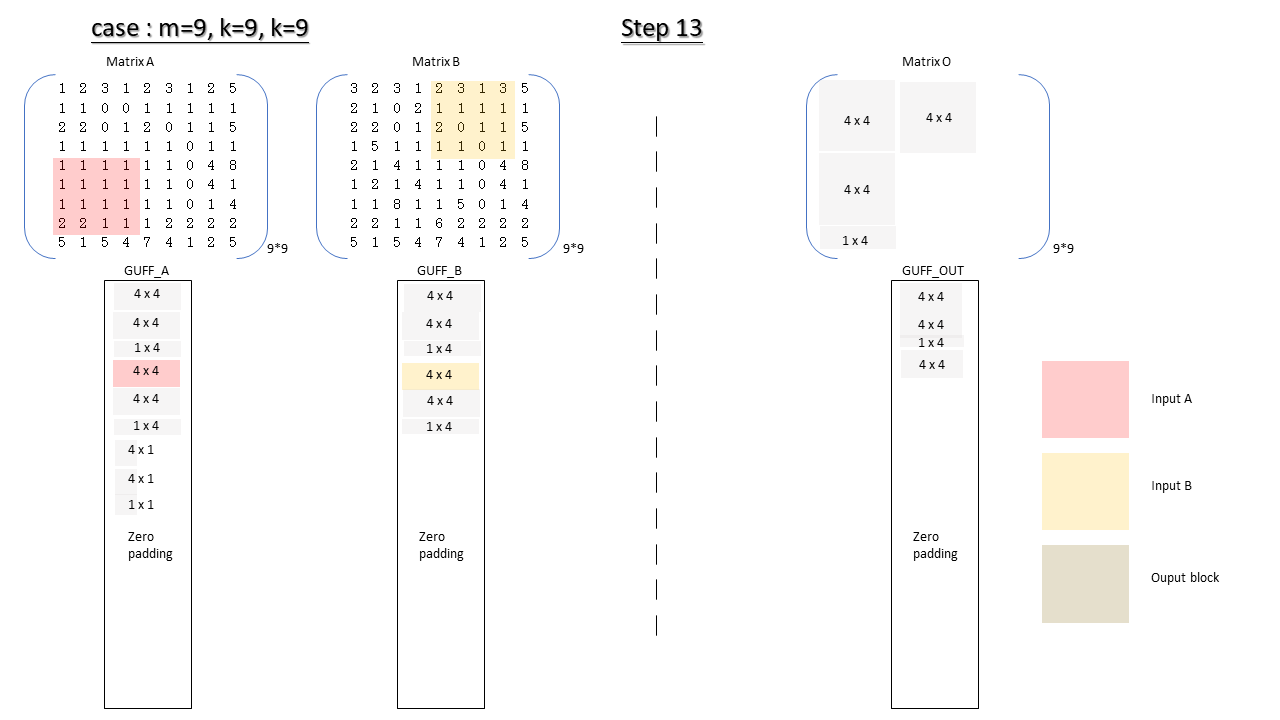 case : m=9, k=9, k=9
Step 13
Matrix A
Matrix B
Matrix O
1 2 3 1 2 3 1 2 5
1 1 0 0 1 1 1 1 1
2 2 0 1 2 0 1 1 5
1 1 1 1 1 1 0 1 1
1 1 1 1 1 1 0 4 8
1 1 1 1 1 1 0 4 1
1 1 1 1 1 1 0 1 4
2 2 1 1 1 2 2 2 2
5 1 5 4 7 4 1 2 5
9*9
3 2 3 1 2 3 1 3 5
2 1 0 2 1 1 1 1 1
2 2 0 1 2 0 1 1 5
1 5 1 1 1 1 0 1 1
2 1 4 1 1 1 0 4 8
1 2 1 4 1 1 0 4 1
1 1 8 1 1 5 0 1 4
2 2 1 1 6 2 2 2 2
5 1 5 4 7 4 1 2 5
9*9
4 x 4
4 x 4
4 x 4
1 x 4
9*9
GUFF_A
4 x 4
4 x 4
1 x 4
4 x 4
4 x 4
1 x 4
4 x 1
4 x 1
1 x 1
Zero
padding
GUFF_B
4 x 4
4 x 4
1 x 4
4 x 4
4 x 4
1 x 4
Zero
padding
GUFF_OUT
4 x 4
4 x 4
1 x 4
4 x 4
Zero
padding
Input A
Input B
Ouput block